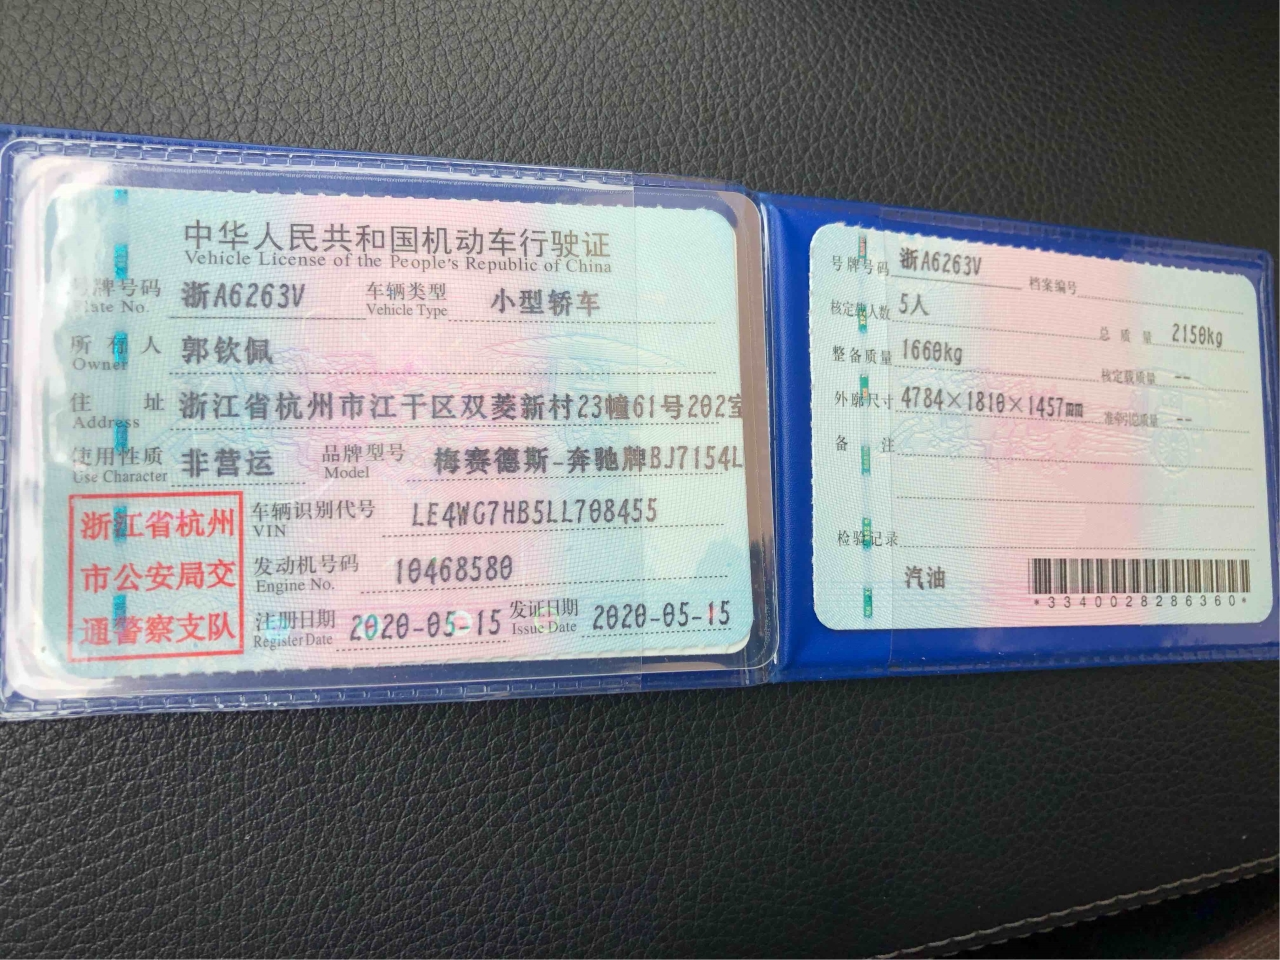 中华人民共和国机动车行驶证
Vehicle License of the People's Republic of China
号牌号码 浙A6263V 车辆类型 小型轿车
Plate No. Vehicle Type
所有人 郭钦佩
Owner
住址 浙江省杭州市江干区双菱新村23幢61号202室
Address
使用性质 非营运 品牌型号 梅赛德斯-奔驰牌BJ7154L
Use Character Model
浙江省杭州
市公安局交
通警察支队
车辆识别代号 LE4WG7HB5LL708455
VIN
发动机号码 10468580
Engine No.
注册日期 2020-05-15 发证日期 2020-05-15
Register Date Issue Date
号牌号码 浙A6263V 档案编号
核定载人数 5人 总质量 2150kg
整备质量 1660kg 核定载质量 --
外廓尺寸 4784×1810×1457mm 准牵引总质量 --
备注
检验记录
汽油
*3340028286360*